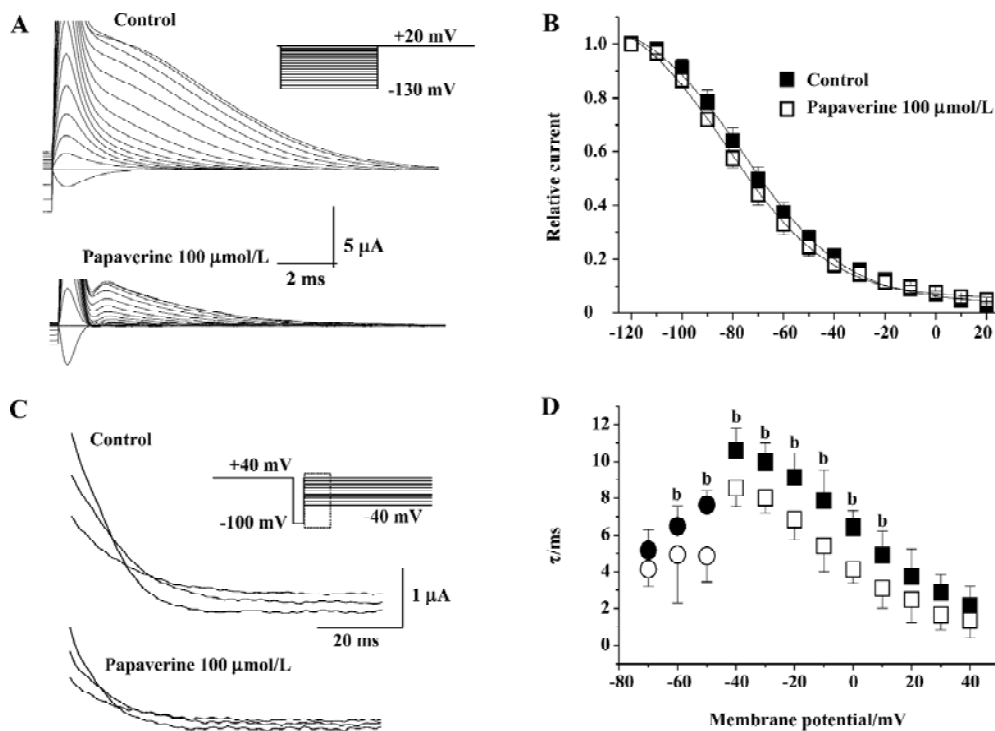 A
Control
+20 mV
-130 mV
5 μA
2 ms
Papaverine 100 μmol/L
B
Relative current
1.0
0.8
0.6
0.4
0.2
0
Control
Papaverine 100 μmol/L
-120 -100 -80 -60 -40 -20 0 20
C
Control
+40 mV
-100 mV
-40 mV
1 μA
20 ms
Papaverine 100 μmol/L
D
τ/ms
12
10
8
6
4
2
0
b b b b b b b b
-80 -60 -40 -20 0 20 40
Membrane potential/mV